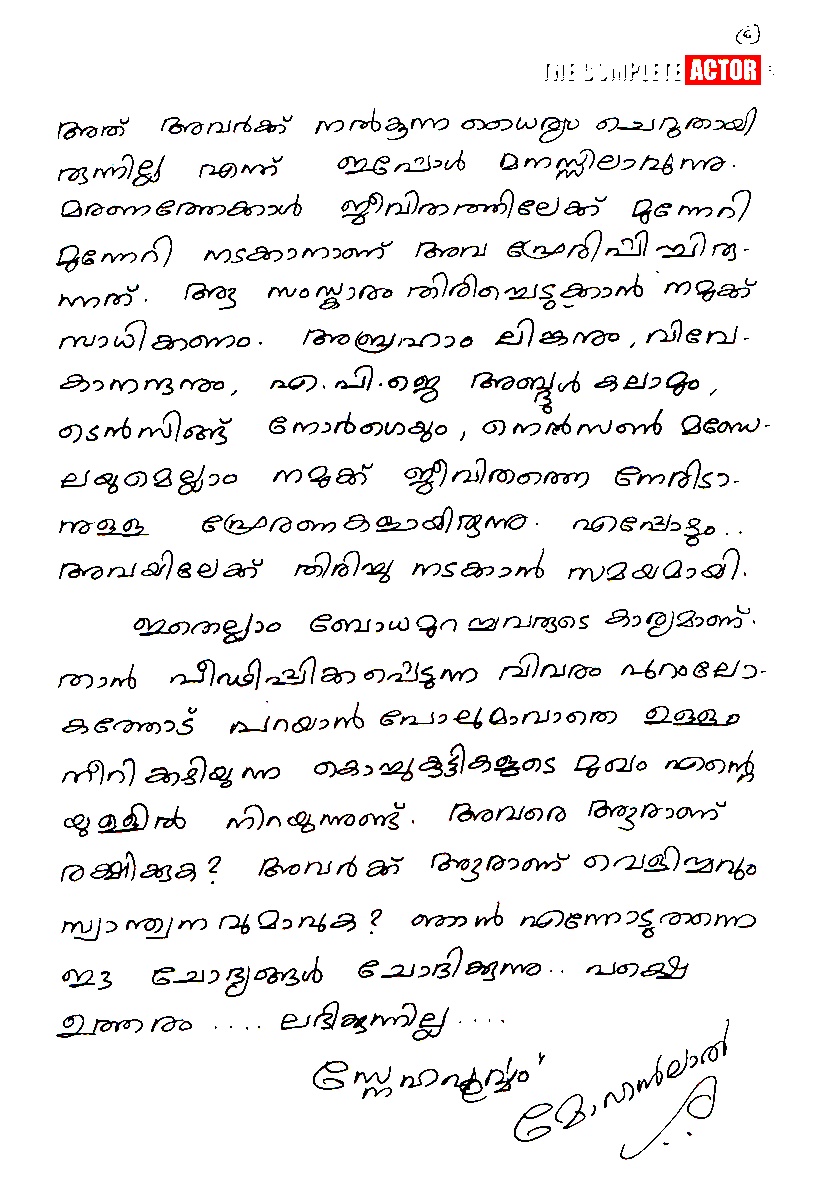 (6)
THE COMPLETE ACTOR
അത് അവർക്ക് നൽകുന്ന ധൈര്യം ചെറുതായി
രുന്നില്ല എന്ന് ഇപ്പോൾ മനസ്സിലാവുന്നു.
മരണത്തേക്കാൾ ജീവിതത്തിലേക്ക് മുന്നേറി
മുന്നേറി നടക്കാനാണ് അവ പ്രേരിപ്പിച്ചിരു-
ന്നത്. ആ സംസ്കാരം തിരിച്ചെടുക്കാൻ നമുക്ക്
സാധിക്കണം. അബ്രഹാം ലിങ്കനും, വിവേ-
കാനന്ദനും, എ.പി.ജെ അബ്ദുൾ കലാമും,
ടെൻസിങ്ങ് നോർഗെയും, നെൽസൺ മണ്ഡേ-
ലയുമെല്ലാം നമുക്ക് ജീവിതത്തെ നേരിടാ-
നുള്ള പ്രേരണകളായിരുന്നു. എപ്പോളും..
അവയിലേക്ക് തിരിച്ചു നടക്കാൻ സമയമായി.
ഇതെല്ലാം ബോധമുറച്ചവരുടെ കാര്യമാണ്.
താൻ പീഢിപ്പിക്കപ്പെടുന്ന വിവരം പുറംലോ-
കത്തോട് പറയാൻ പോലുമാവാതെ ഉള്ളം
നീറി ക്കഴിയുന്ന കൊച്ചുകുട്ടികളുടെ മുഖം എന്റെ
യുള്ളിൽ നിറയുന്നുണ്ട്. അവരെ ആരാണ്
രക്ഷിക്കുക? അവർക്ക് ആരാണ് വെളിച്ചവും
സ്വാന്ത്വനവുമാവുക? ഞാൻ എന്നോടുതന്നെ
ഈ ചോദ്യങ്ങൾ ചോദിക്കുന്നു.. പക്ഷെ
ഉത്തരം .... ലഭിക്കുന്നില്ല ....
സ്നേഹപൂർവ്വം
മോഹൻലാൽ